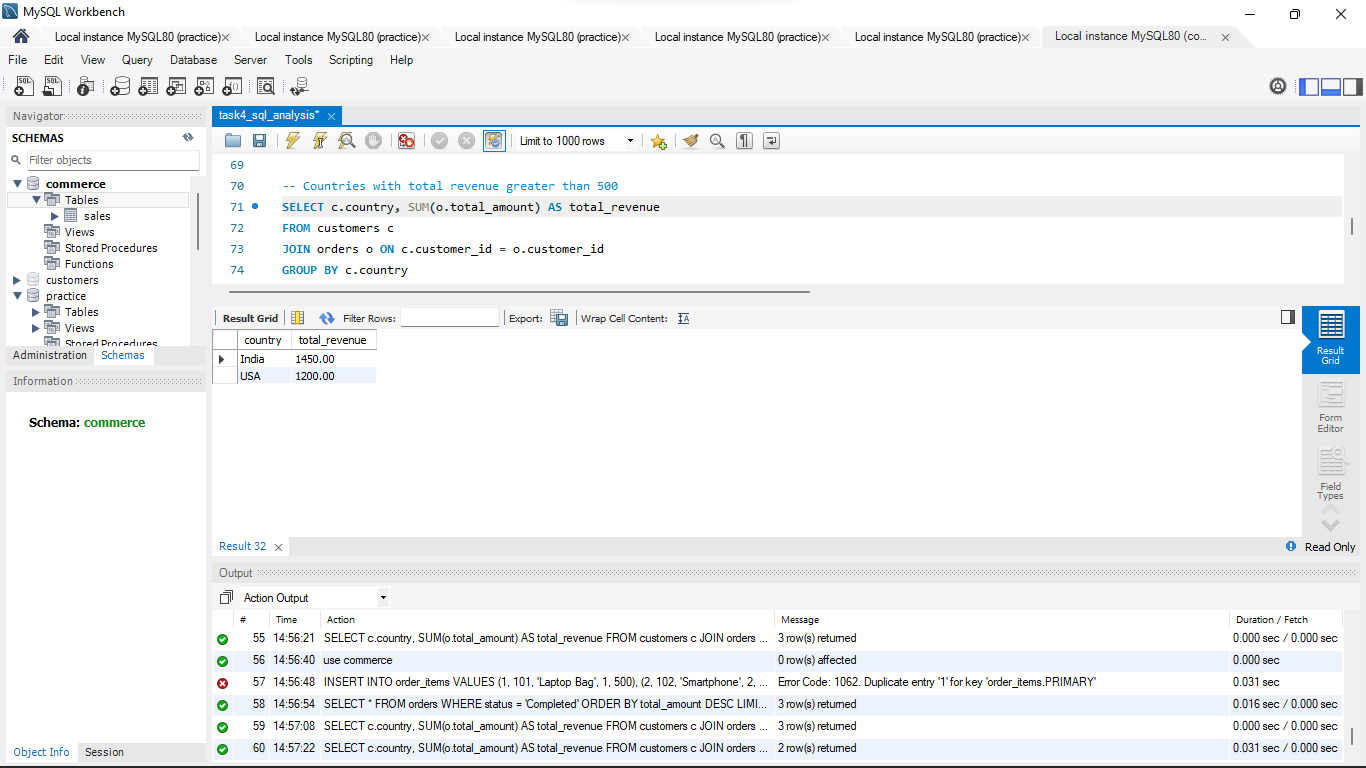 MySQL Workbench
Local instance MySQL80 (practice)× Local instance MySQL80 (practice)× Local instance MySQL80 (practice)× Local instance MySQL80 (practice)× Local instance MySQL80 (practice)× Local instance MySQL80 (co... ×
File Edit View Query Database Server Tools Scripting Help
Navigator
SCHEMAS
Filter objects
commerce
Tables
sales
Views
Stored Procedures
Functions
customers
practice
Tables
Views
Stored Procedures
Administration Schemas
Information
Schema: commerce
Object Info Session
task4_sql_analysis* ×
Limit to 1000 rows
69
70 -- Countries with total revenue greater than 500
71 SELECT c.country, SUM(o.total_amount) AS total_revenue
72 FROM customers c
73 JOIN orders o ON c.customer_id = o.customer_id
74 GROUP BY c.country
Result Grid Filter Rows: Export: Wrap Cell Content:
country total_revenue
India 1450.00
USA 1200.00
Result Grid
Form Editor
Field Types
Result 32 × Read Only
Output
Action Output
# Time Action Message Duration / Fetch
55 14:56:21 SELECT c.country, SUM(o.total_amount) AS total_revenue FROM customers c JOIN orders ... 3 row(s) returned 0.000 sec / 0.000 sec
56 14:56:40 use commerce 0 row(s) affected 0.000 sec
57 14:56:48 INSERT INTO order_items VALUES (1, 101, 'Laptop Bag', 1, 500), (2, 102, 'Smartphone', 2, ... Error Code: 1062. Duplicate entry '1' for key 'order_items.PRIMARY' 0.031 sec
58 14:56:54 SELECT * FROM orders WHERE status = 'Completed' ORDER BY total_amount DESC LIMI... 3 row(s) returned 0.016 sec / 0.000 sec
59 14:57:08 SELECT c.country, SUM(o.total_amount) AS total_revenue FROM customers c JOIN orders ... 3 row(s) returned 0.000 sec / 0.000 sec
60 14:57:22 SELECT c.country, SUM(o.total_amount) AS total_revenue FROM customers c JOIN orders ... 2 row(s) returned 0.031 sec / 0.000 sec